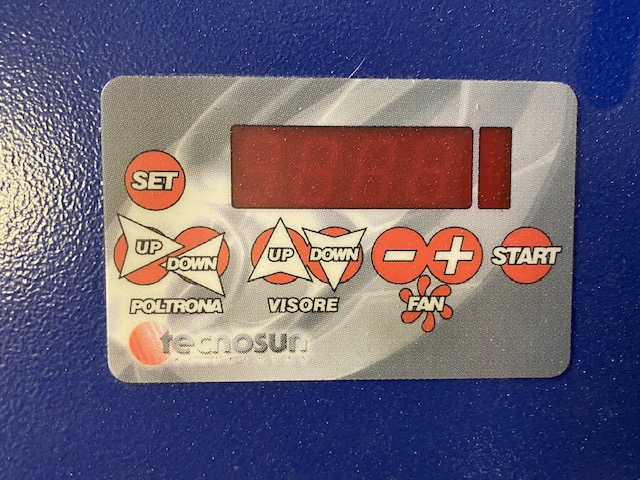 SET
UP DOWN UP DOWN - + START
POLTRONA VISORE FAN
tecnosun